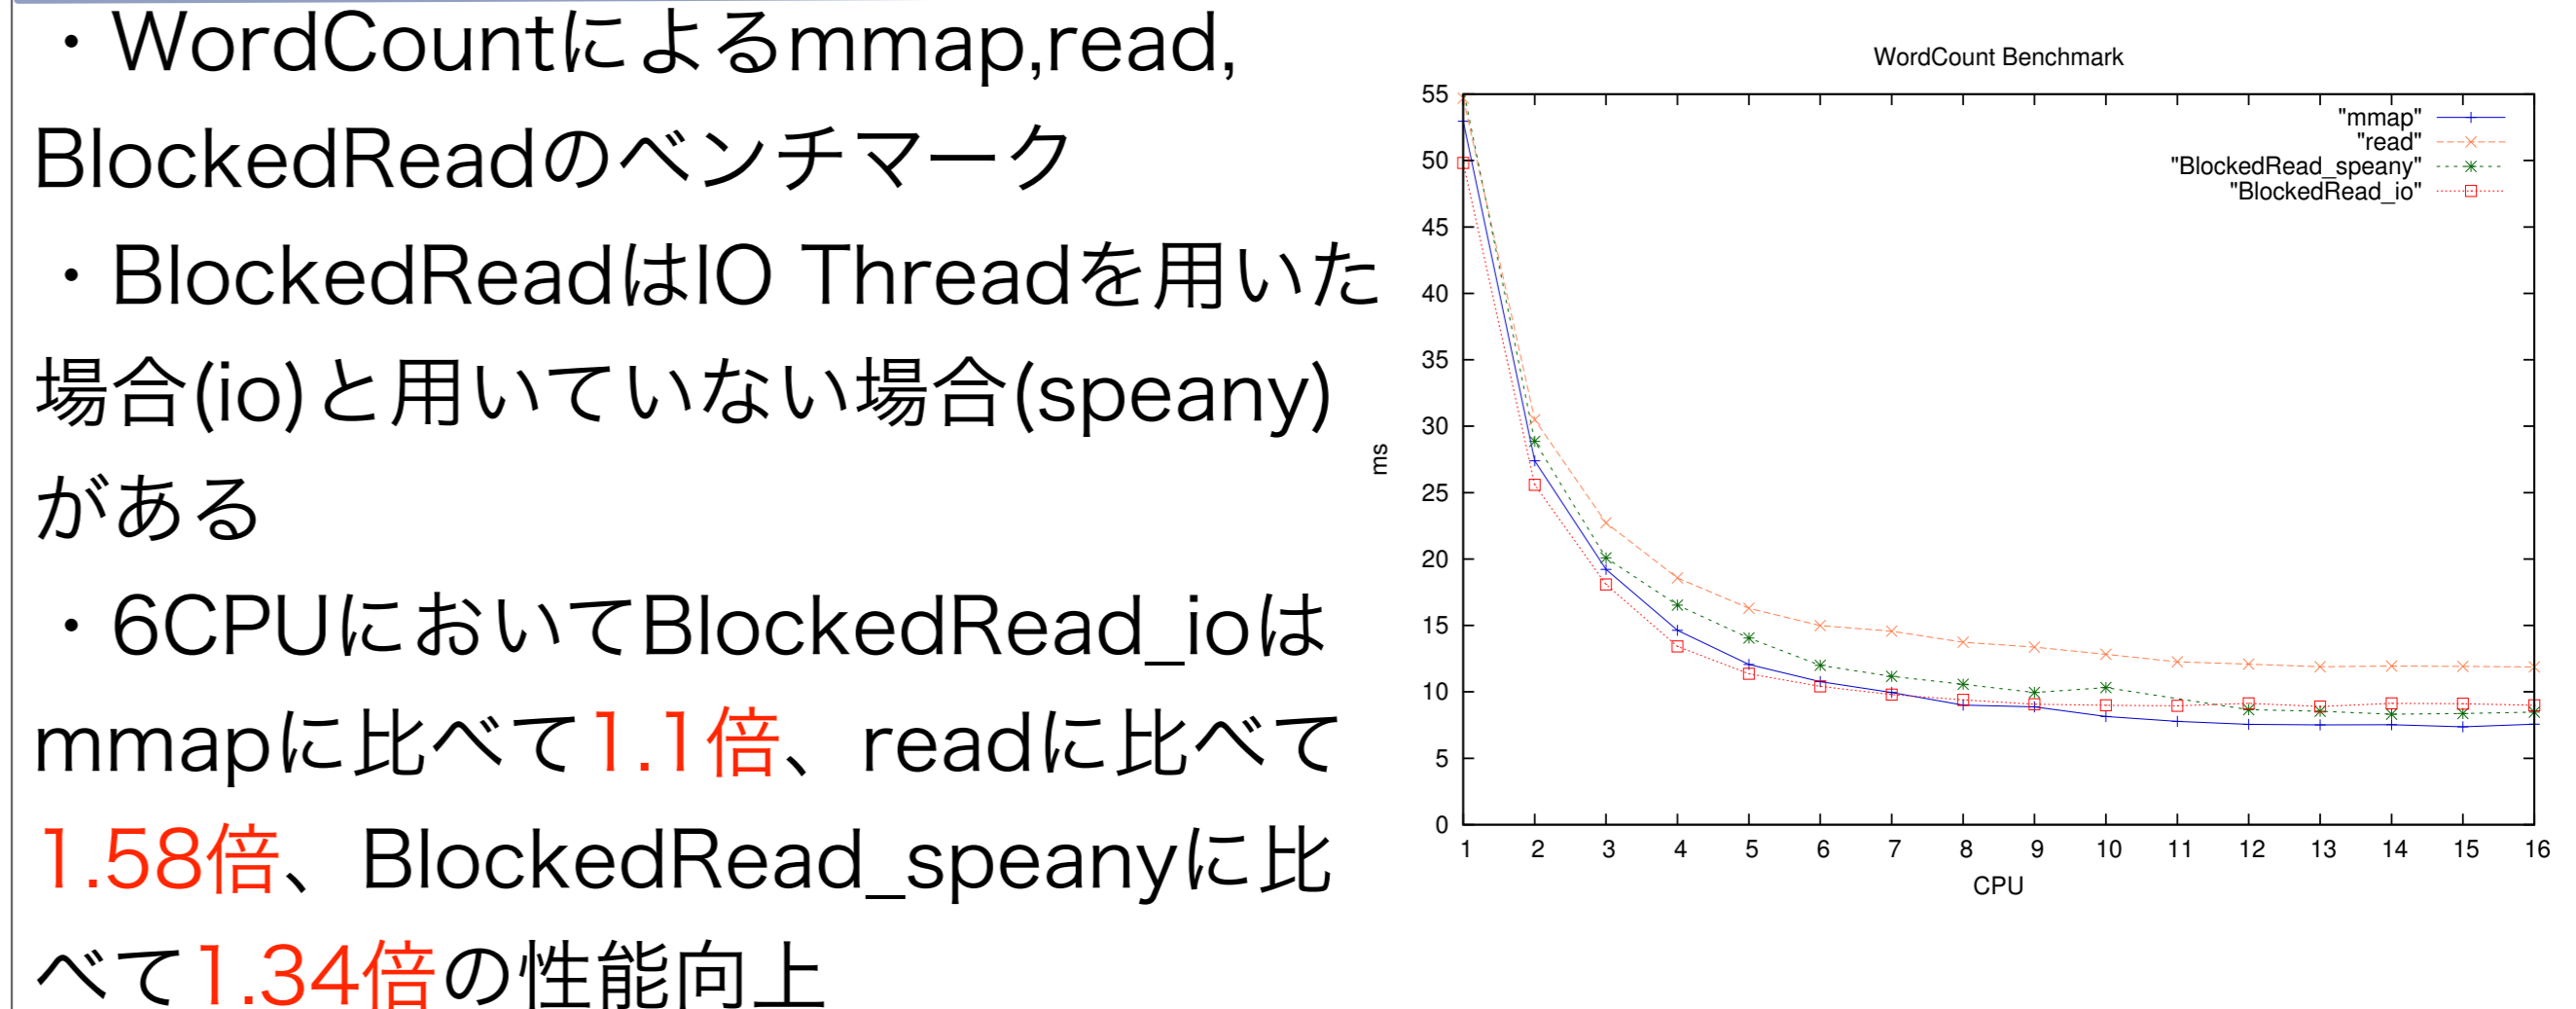 ・WordCountによるmmap,read,
BlockedReadのベンチマーク
・BlockedReadはIO Threadを用いた
場合(io)と用いていない場合(speany)
がある
・6CPUにおいてBlockedRead_ioは
mmapに比べて1.1倍、readに比べて
1.58倍、BlockedRead_speanyに比
べて1.34倍の性能向上
WordCount Benchmark
"mmap"
"read"
"BlockedRead_speany"
"BlockedRead_io"
55
50
45
40
35
30
25
20
15
10
5
0
ms
1 2 3 4 5 6 7 8 9 10 11 12 13 14 15 16
CPU